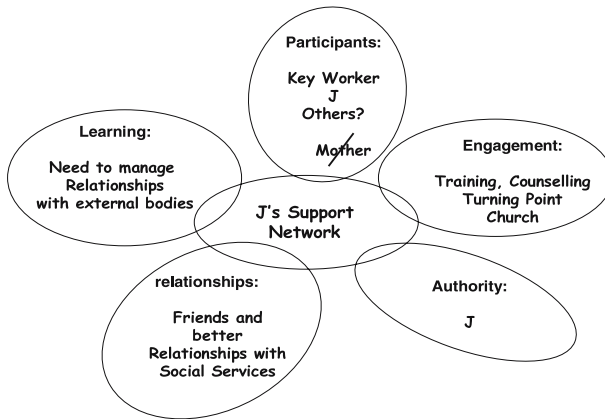 Participants:
Key Worker
J
Others?
Mother
Learning:
Need to manage
Relationships
with external bodies
Engagement:
Training, Counselling
Turning Point
Church
J's Support
Network
relationships:
Friends and
better
Relationships with
Social Services
Authority:
J